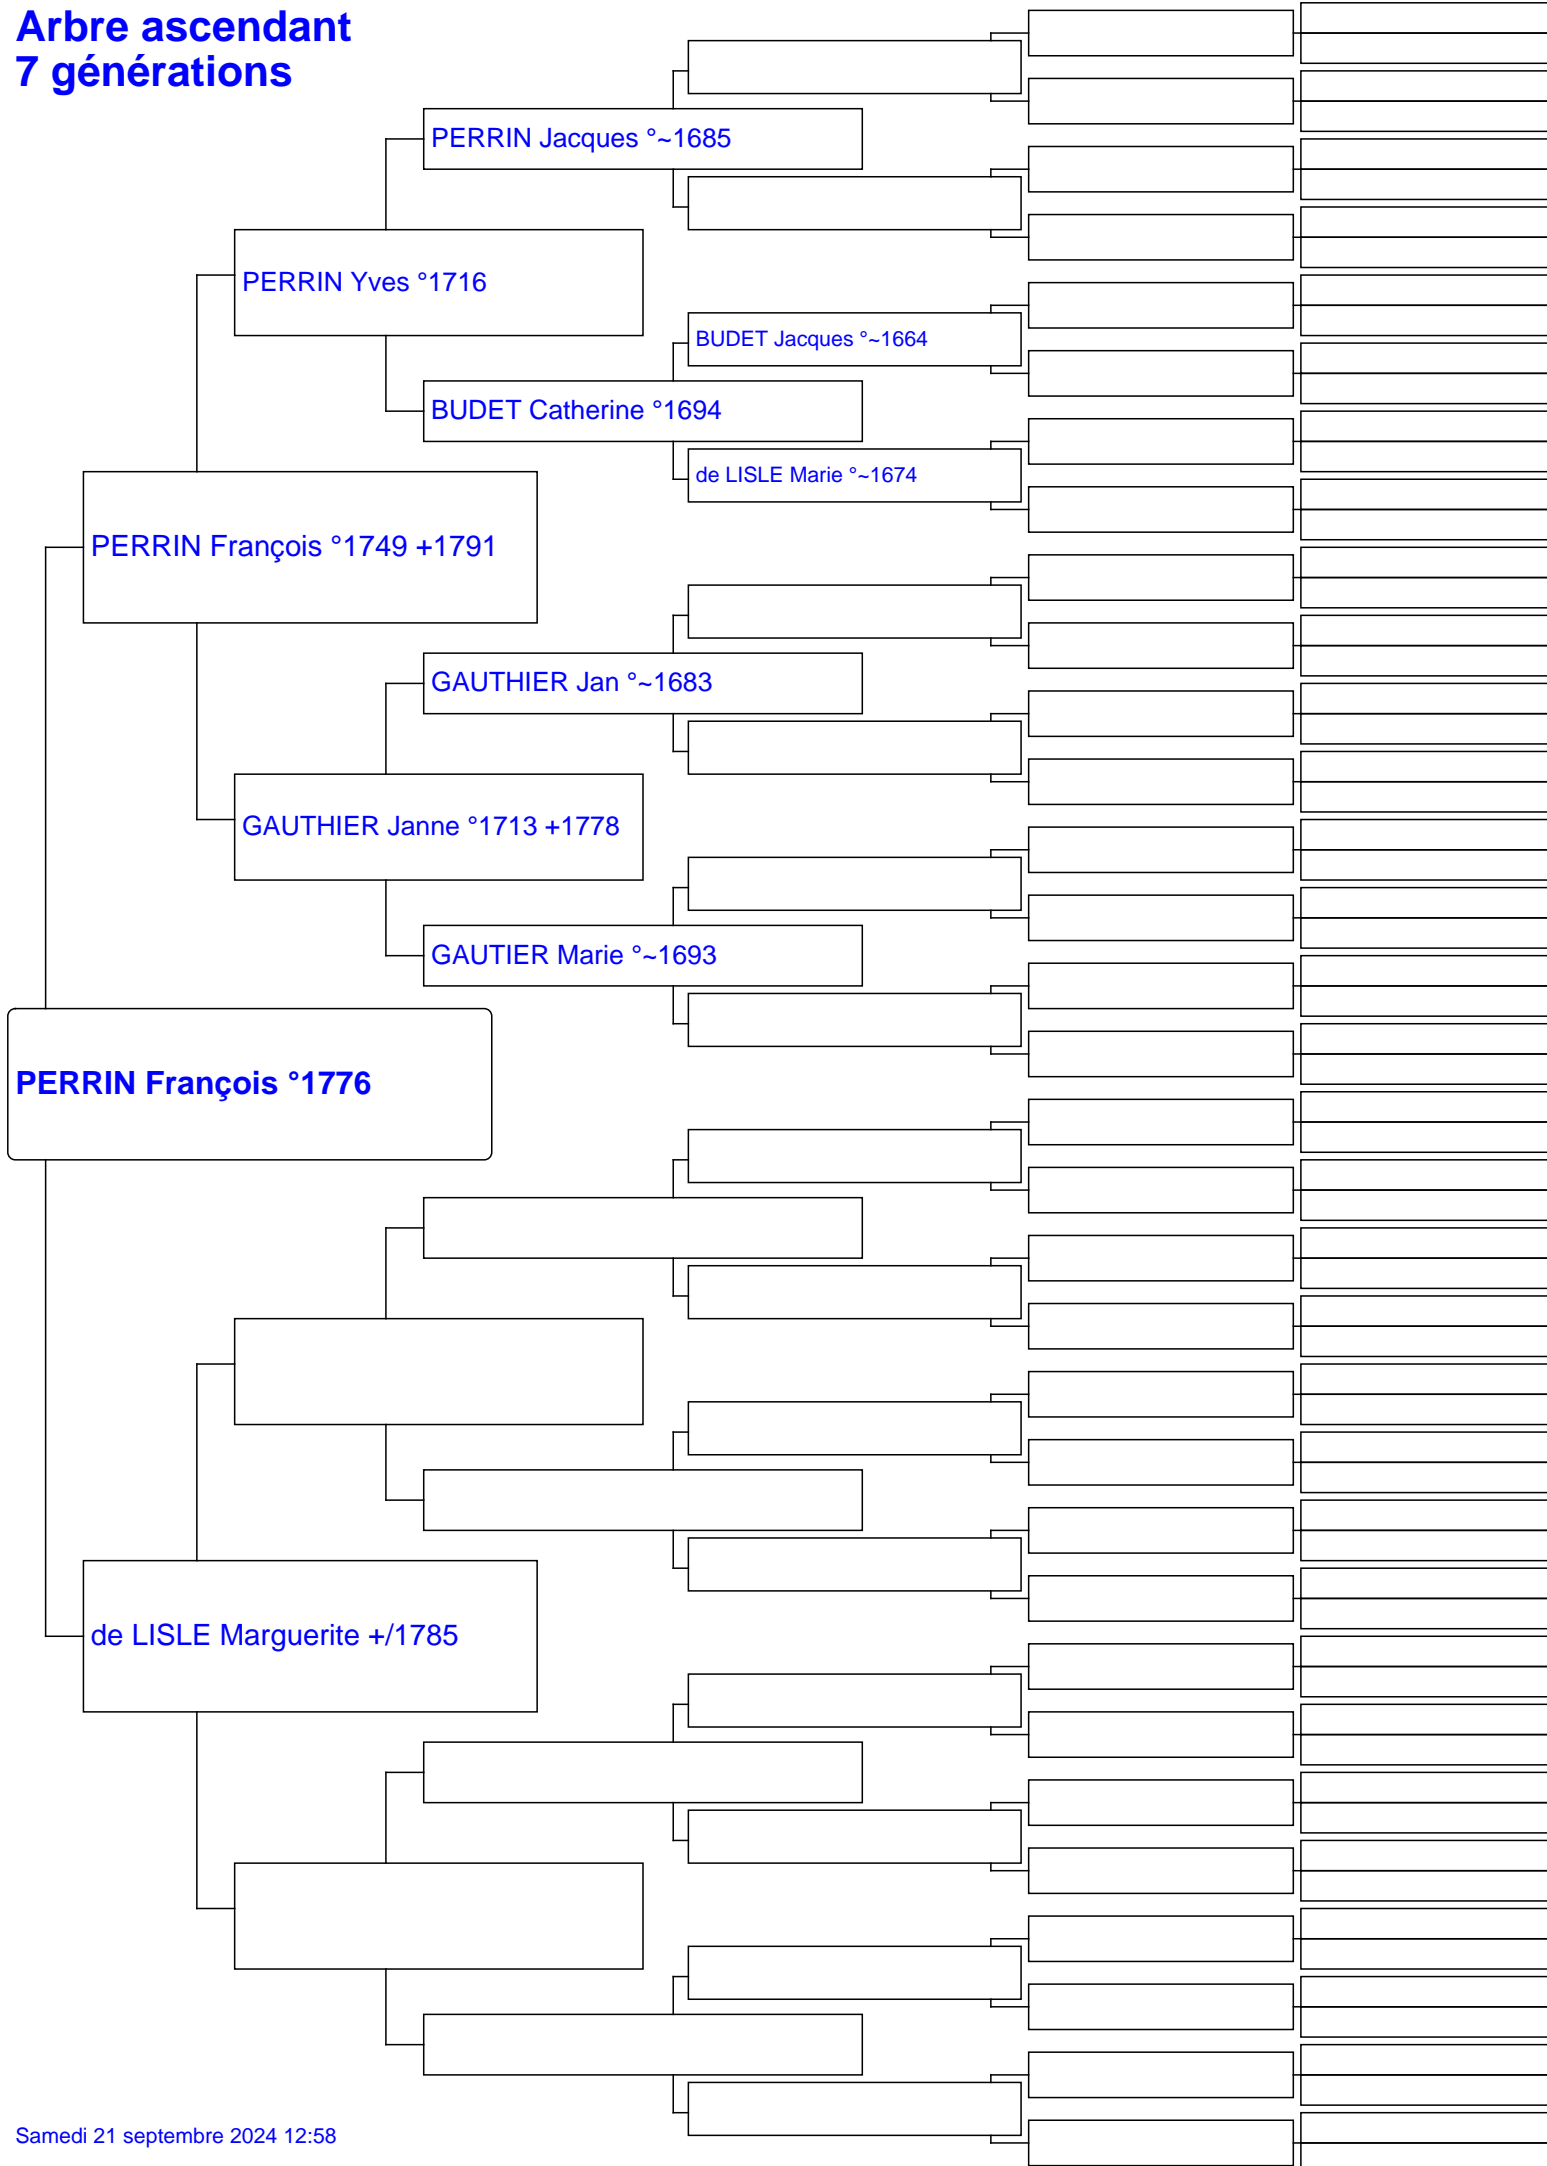 Arbre ascendant
7 générations
PERRIN Jacques °~1685
PERRIN Yves °1716
BUDET Jacques °~1664
BUDET Catherine °1694
de LISLE Marie °~1674
PERRIN François °1749 +1791
GAUTHIER Jan °~1683
GAUTHIER Janne °1713 +1778
GAUTIER Marie °~1693
PERRIN François °1776
de LISLE Marguerite +/1785
Samedi 21 septembre 2024 12:58